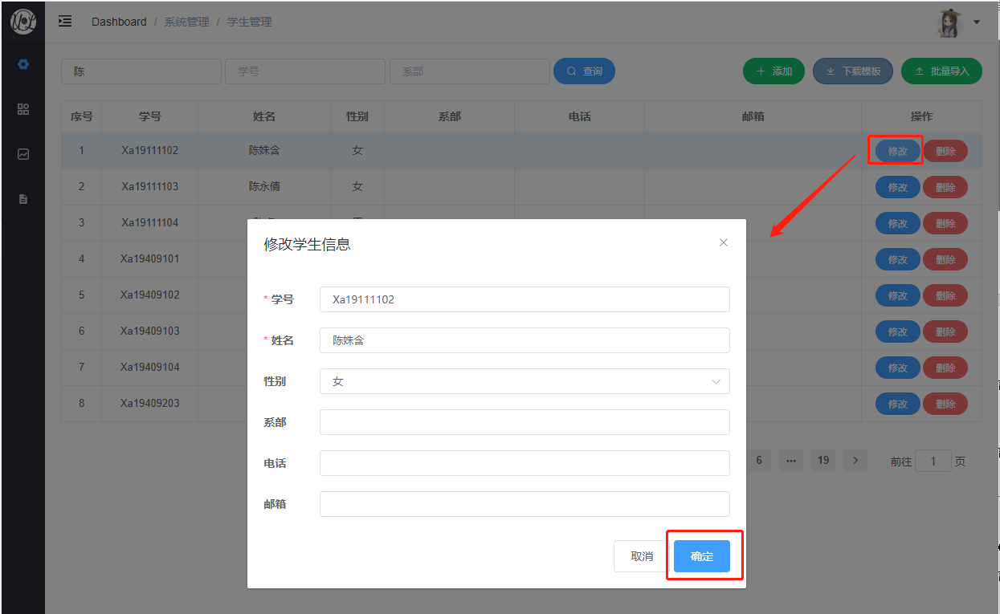 Dashboard / 系统管理 / 学生管理
陈 学号 系部 查询 添加 下载模板 批量导入
序号 学号 姓名 性别 系部 电话 邮箱 操作
1 Xa19111102 陈姝含 女 修改 删除
2 Xa19111103 陈永倩 女 修改 删除
3 Xa19111104 修改 删除
4 Xa19409101 修改 删除
5 Xa19409102 修改 删除
6 Xa19409103 修改 删除
7 Xa19409104 修改 删除
8 Xa19409203 修改 删除
6 ••• 19 > 前往 1 页
修改学生信息
* 学号 Xa19111102
* 姓名 陈姝含
性别 女
系部
电话
邮箱
取消 确定